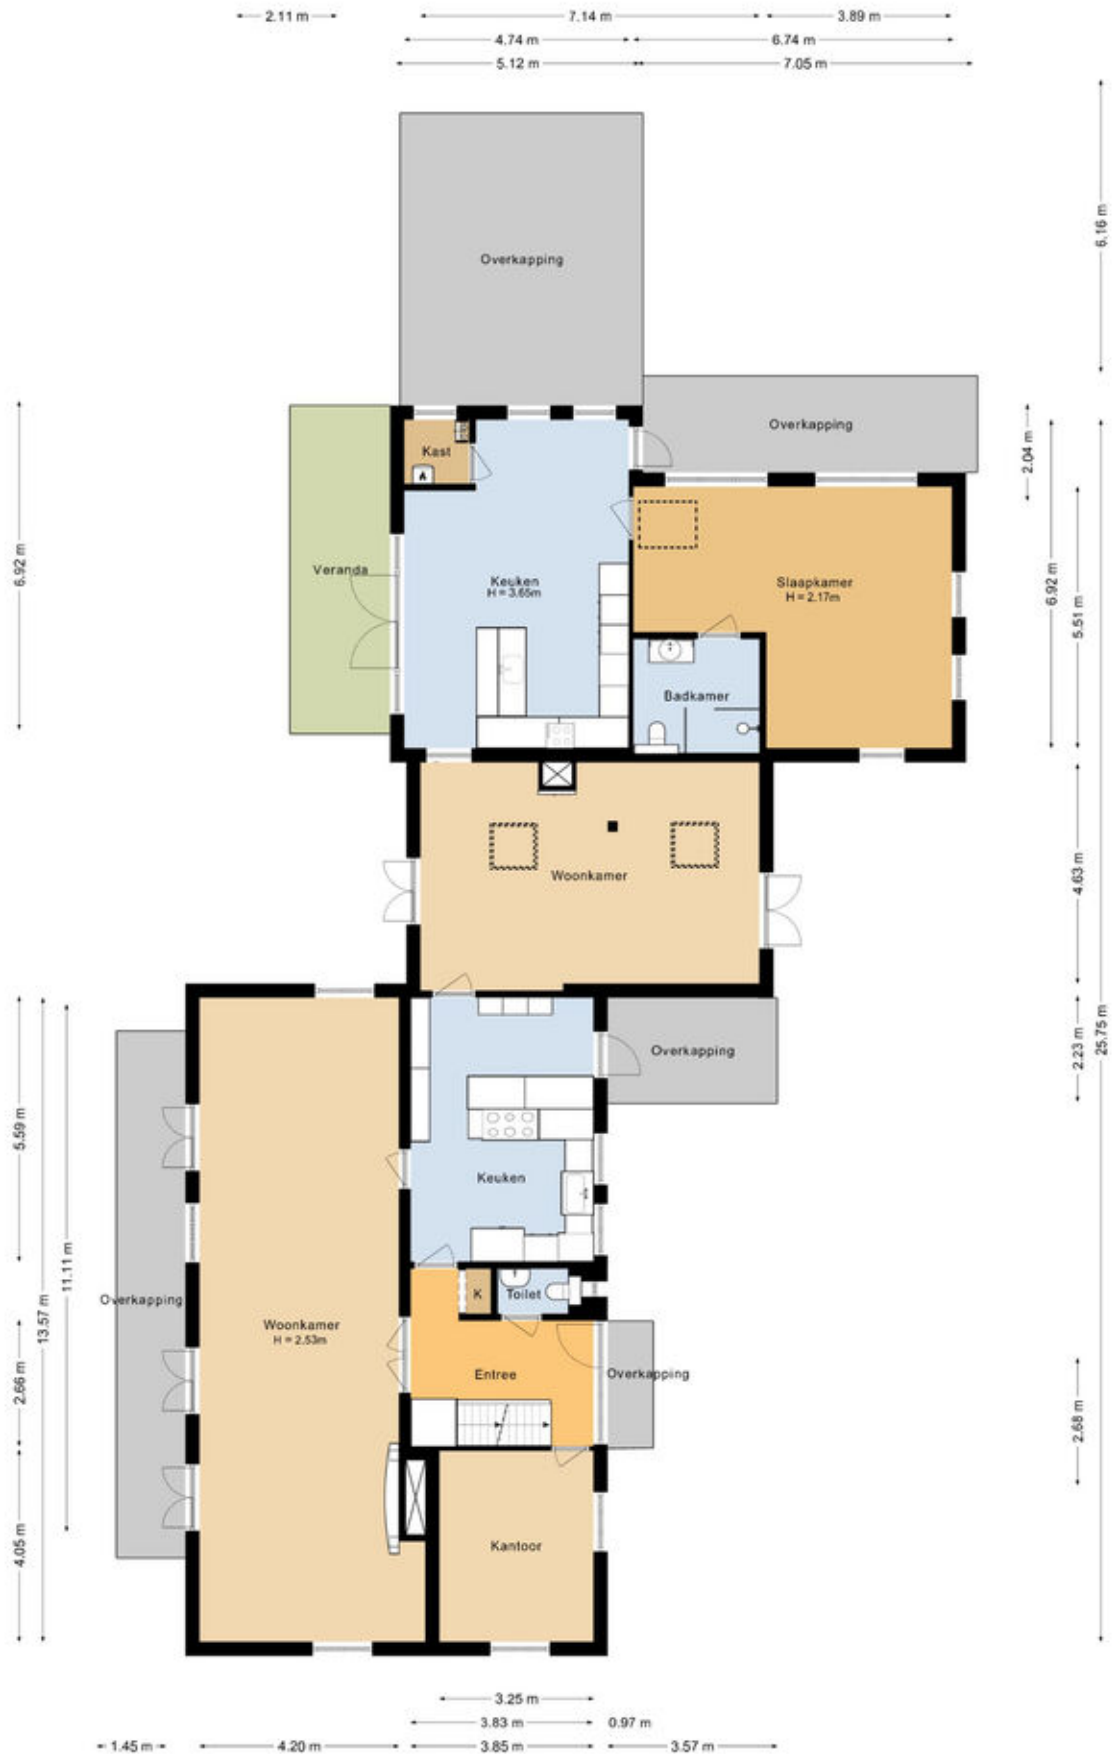 2.11 m 7.14 m 3.89 m
4.74 m 6.74 m
5.12 m 7.05 m
6.16 m
Overkapping
Overkapping
2.04 m
Kast
A
6.92 m
Veranda
Keuken
H = 3.65m
Slaapkamer
H = 2.17m
6.92 m
5.51 m
Badkamer
4.63 m
Woonkamer
25.75 m
2.23 m
Overkapping
5.59 m
Keuken
11.11 m
13.57 m
Overkapping
K
Toilet
Woonkamer
H = 2.53m
2.66 m
Entree
Overkapping
2.68 m
4.05 m
Kantoor
3.25 m
3.83 m 0.97 m
1.45 m 4.20 m 3.85 m 3.57 m